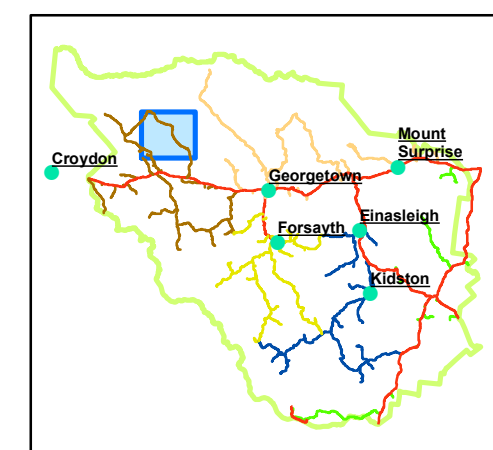 Mount
Surprise
Croydon
Georgetown
Einasleigh
Forsayth
Kidston